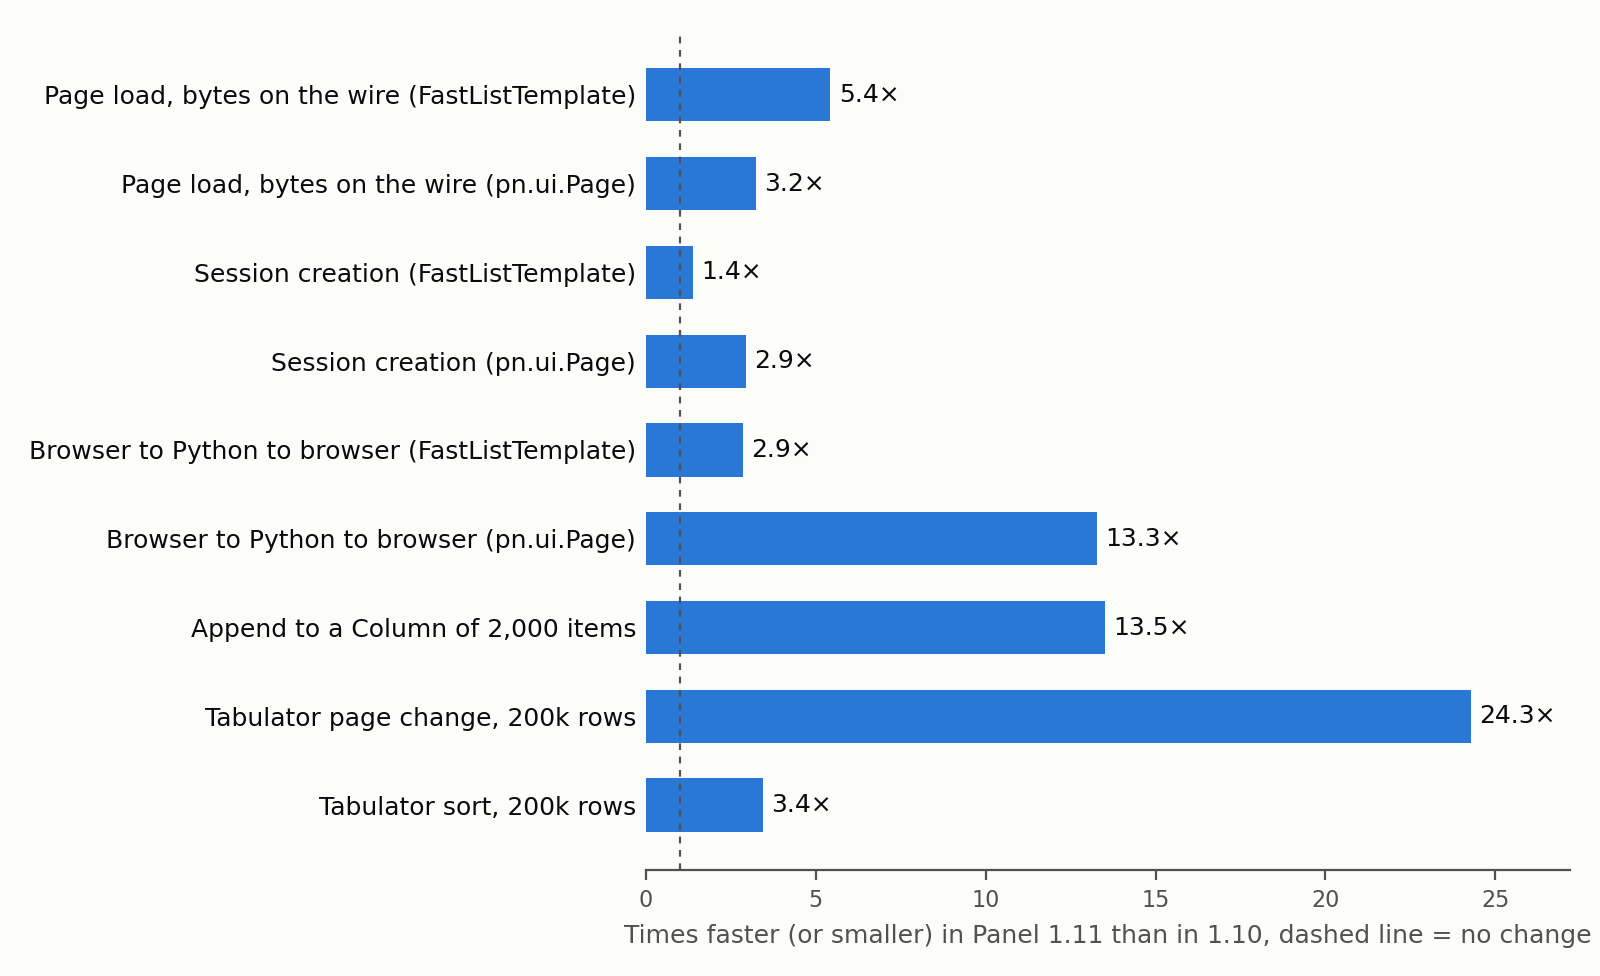 Page load, bytes on the wire (FastListTemplate) 5.4×
Page load, bytes on the wire (pn.ui.Page) 3.2×
Session creation (FastListTemplate) 1.4×
Session creation (pn.ui.Page) 2.9×
Browser to Python to browser (FastListTemplate) 2.9×
Browser to Python to browser (pn.ui.Page) 13.3×
Append to a Column of 2,000 items 13.5×
Tabulator page change, 200k rows 24.3×
Tabulator sort, 200k rows 3.4×
0 5 10 15 20 25
Times faster (or smaller) in Panel 1.11 than in 1.10, dashed line = no change